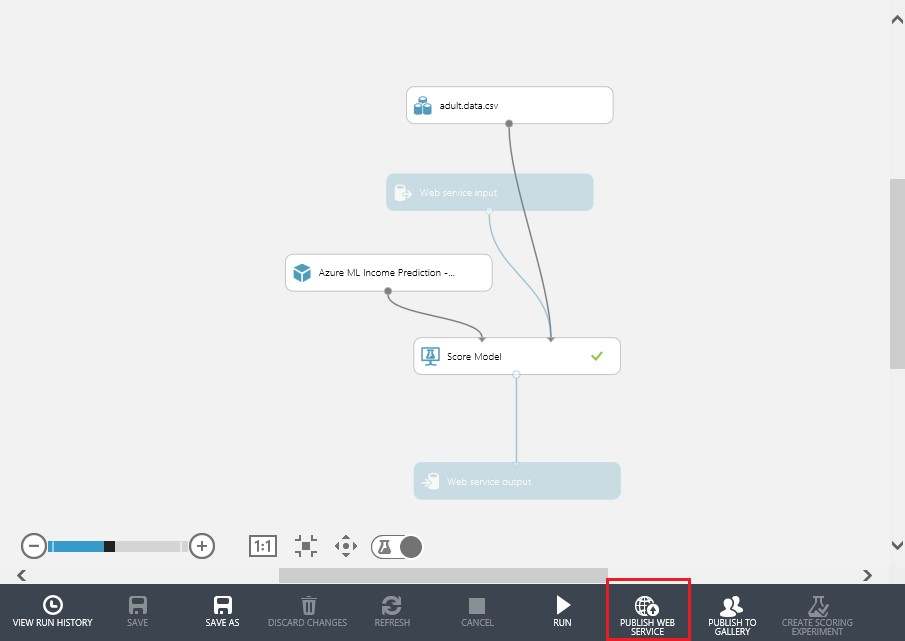 adult.data.csv
Web service input
Azure ML Income Prediction -...
Score Model
Web service output
1:1
VIEW RUN HISTORY
SAVE
SAVE AS
DISCARD CHANGES
REFRESH
CANCEL
RUN
PUBLISH WEB
SERVICE
PUBLISH TO
GALLERY
CREATE SCORING
EXPERIMENT